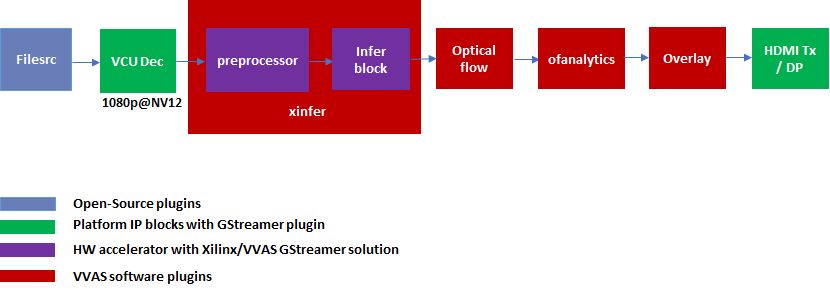 Filesrc
VCU Dec
1080p@NV12
preprocessor
Infer
block
xinfer
Optical
flow
ofanalytics
Overlay
HDMI Tx
/ DP
Open-Source plugins
Platform IP blocks with GStreamer plugin
HW accelerator with Xilinx/VVAS GStreamer solution
VVAS software plugins